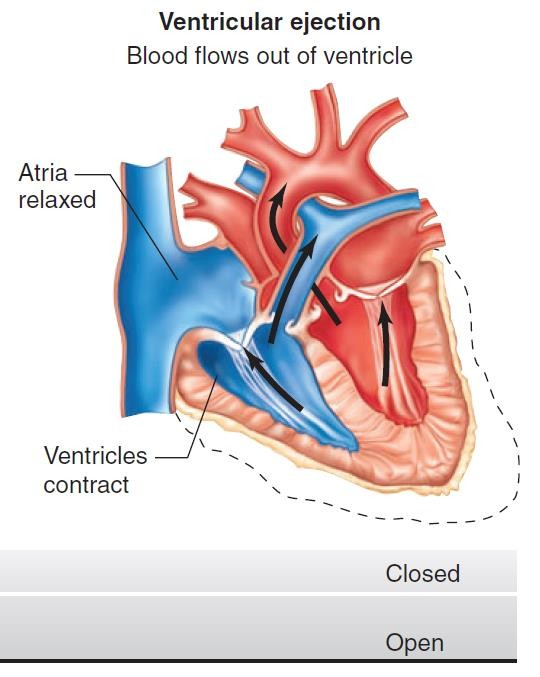 Ventricular ejection
Blood flows out of ventricle
Atria
relaxed
Ventricles
contract
Closed
Open